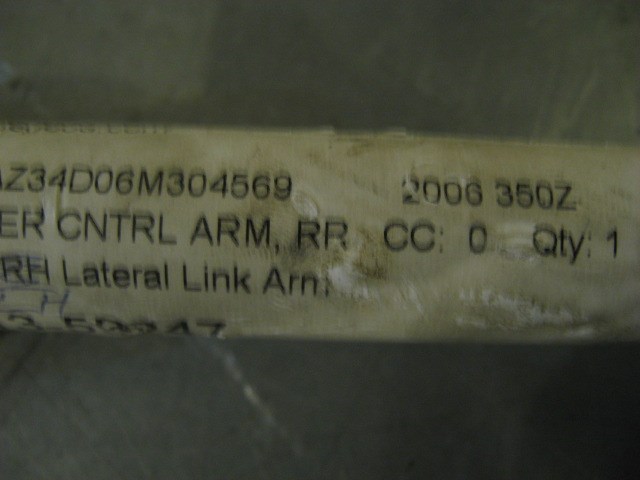 AZ34D06M304569 2006 350Z
ER CNTRL ARM, RR CC: 0 Qty: 1
RH Lateral Link Arm